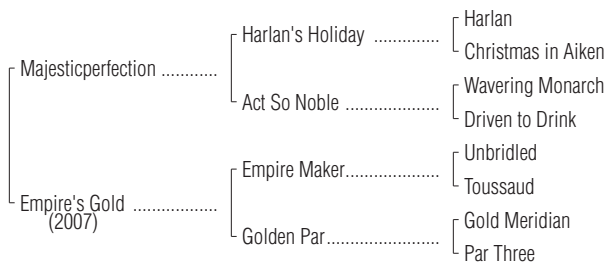 Harlan
Harlan's Holiday ..............
Christmas in Aiken
Majesticperfection ............
Wavering Monarch
Act So Noble ....................
Driven to Drink
Unbridled
Empire Maker....................
Toussaud
Empire's Gold ..................
(2007)
Gold Meridian
Golden Par........................
Par Three